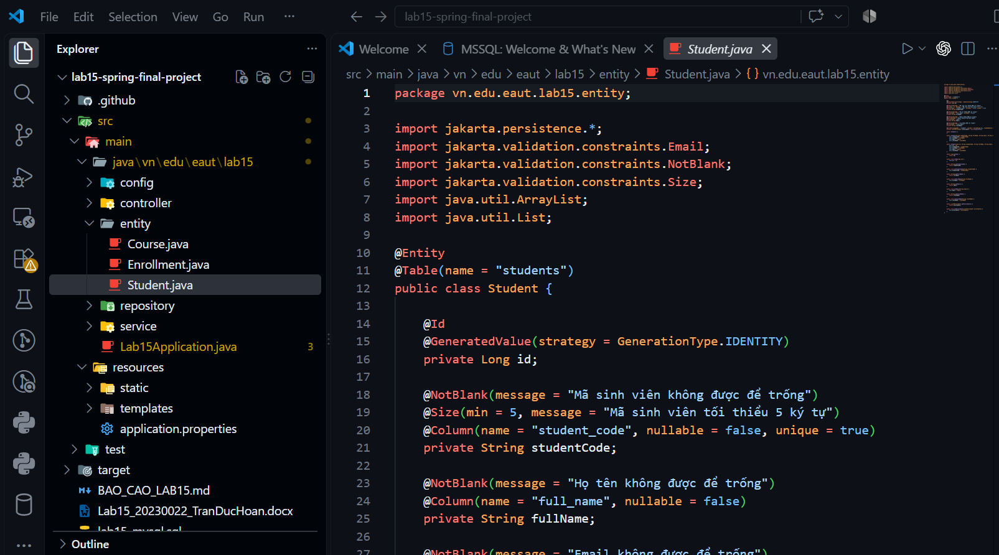 File Edit Selection View Go Run ···
lab15-spring-final-project
Explorer
lab15-spring-final-project
.github
src
main
java\vn\edu\eaut\lab15
config
controller
entity
Course.java
Enrollment.java
Student.java
repository
service
Lab15Application.java 3
resources
static
templates
application.properties
test
target
BAO_CAO_LAB15.md
Lab15_20230022_TranDucHoan.docx
lab15_mysql.sql
Outline
Welcome MSSQL: Welcome & What's New Student.java
src > main > java > vn > edu > eaut > lab15 > entity > Student.java > {} vn.edu.eaut.lab15.entity
1 package vn.edu.eaut.lab15.entity;
2
3 import jakarta.persistence.*;
4 import jakarta.validation.constraints.Email;
5 import jakarta.validation.constraints.NotBlank;
6 import jakarta.validation.constraints.Size;
7 import java.util.ArrayList;
8 import java.util.List;
9
10 @Entity
11 @Table(name = "students")
12 public class Student {
13
14 @Id
15 @GeneratedValue(strategy = GenerationType.IDENTITY)
16 private Long id;
17
18 @NotBlank(message = "Mã sinh viên không được để trống")
19 @Size(min = 5, message = "Mã sinh viên tối thiểu 5 ký tự")
20 @Column(name = "student_code", nullable = false, unique = true)
21 private String studentCode;
22
23 @NotBlank(message = "Họ tên không được để trống")
24 @Column(name = "full_name", nullable = false)
25 private String fullName;
26
27 @NotBlank(message = "Email không được để trống")